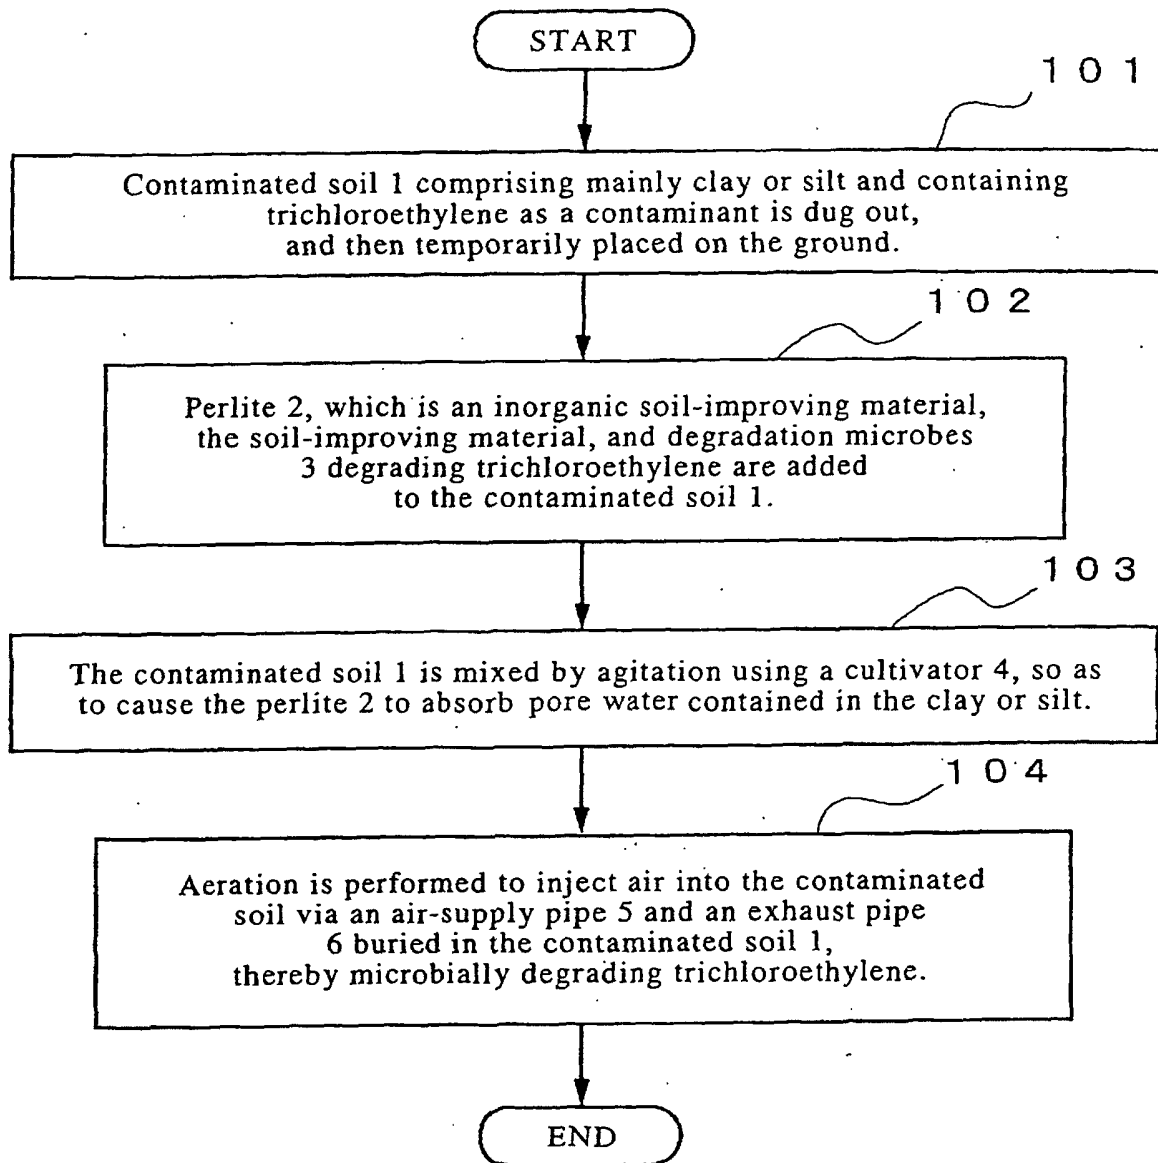 START
101
Contaminated soil 1 comprising mainly clay or silt and containing
trichloroethylene as a contaminant is dug out,
and then temporarily placed on the ground.
102
Perlite 2, which is an inorganic soil-improving material,
the soil-improving material, and degradation microbes
3 degrading trichloroethylene are added
to the contaminated soil 1.
103
The contaminated soil 1 is mixed by agitation using a cultivator 4, so as
to cause the perlite 2 to absorb pore water contained in the clay or silt.
104
Aeration is performed to inject air into the contaminated
soil via an air-supply pipe 5 and an exhaust pipe
6 buried in the contaminated soil 1,
thereby microbially degrading trichloroethylene.
END